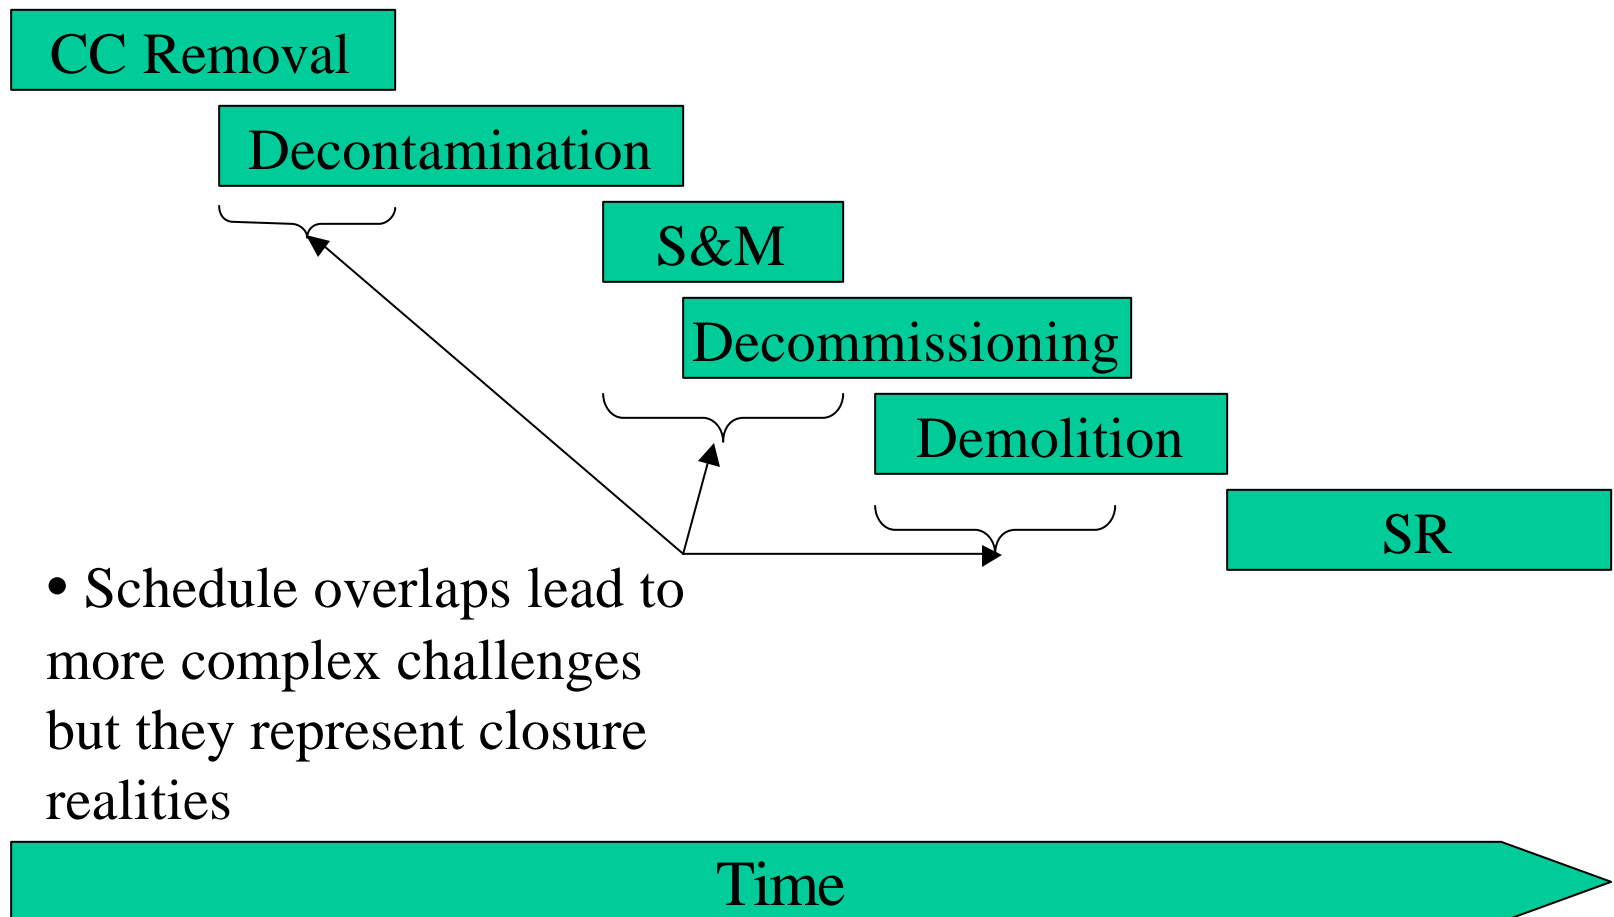 CC Removal
Decontamination
S&M
Decommissioning
Demolition
SR
• Schedule overlaps lead to
more complex challenges
but they represent closure
realities
Time